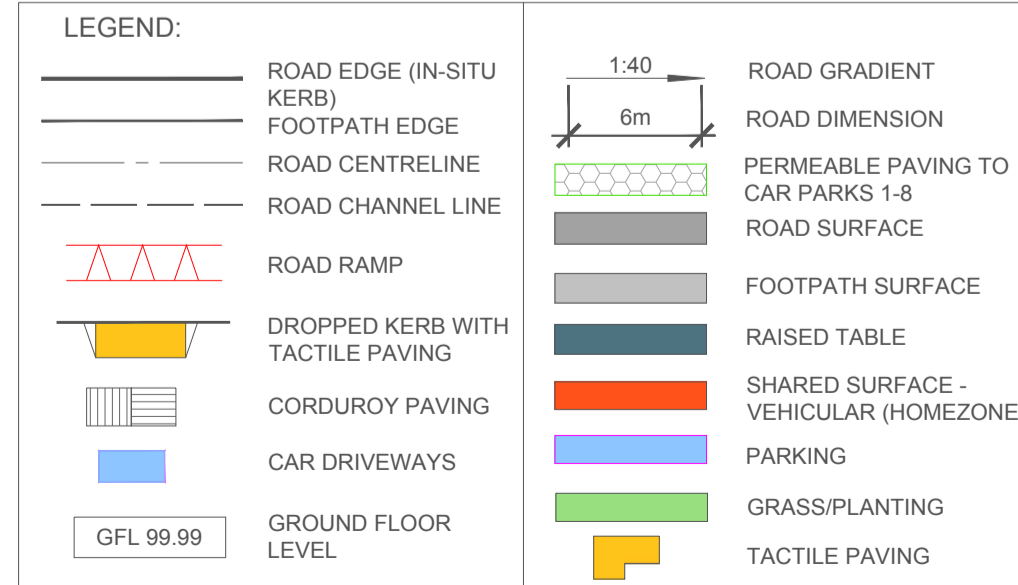 LEGEND:
ROAD EDGE (IN-SITU
KERB)
FOOTPATH EDGE
ROAD CENTRELINE
ROAD CHANNEL LINE
ROAD RAMP
DROPPED KERB WITH
TACTILE PAVING
CORDUROY PAVING
CAR DRIVEWAYS
GFL 99.99
GROUND FLOOR
LEVEL
1:40
ROAD GRADIENT
6m
ROAD DIMENSION
PERMEABLE PAVING TO
CAR PARKS 1-8
ROAD SURFACE
FOOTPATH SURFACE
RAISED TABLE
SHARED SURFACE -
VEHICULAR (HOMEZONE
PARKING
GRASS/PLANTING
TACTILE PAVING